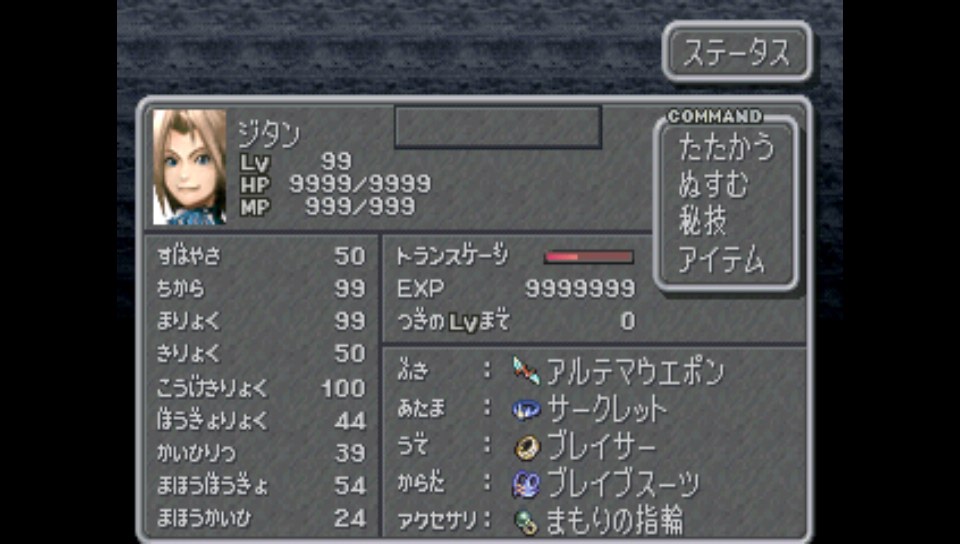 ステータス
ジタン
Lv 99
HP 9999/9999
MP 999/999
COMMAND
たたかう
ぬすむ
秘技
アイテム
すばやさ 50
ちから 99
まりょく 99
きりょく 50
こうげきりょく 100
ぼうぎょりょく 44
かいひりつ 39
まほうぼうぎょ 54
まほうかいひ 24
トランスゲージ
EXP 9999999
つぎのLvまで 0
ぶき : アルテマウエポン
あたま : サークレット
うで : ブレイサー
からだ : ブレイブスーツ
アクセサリ: まもりの指輪